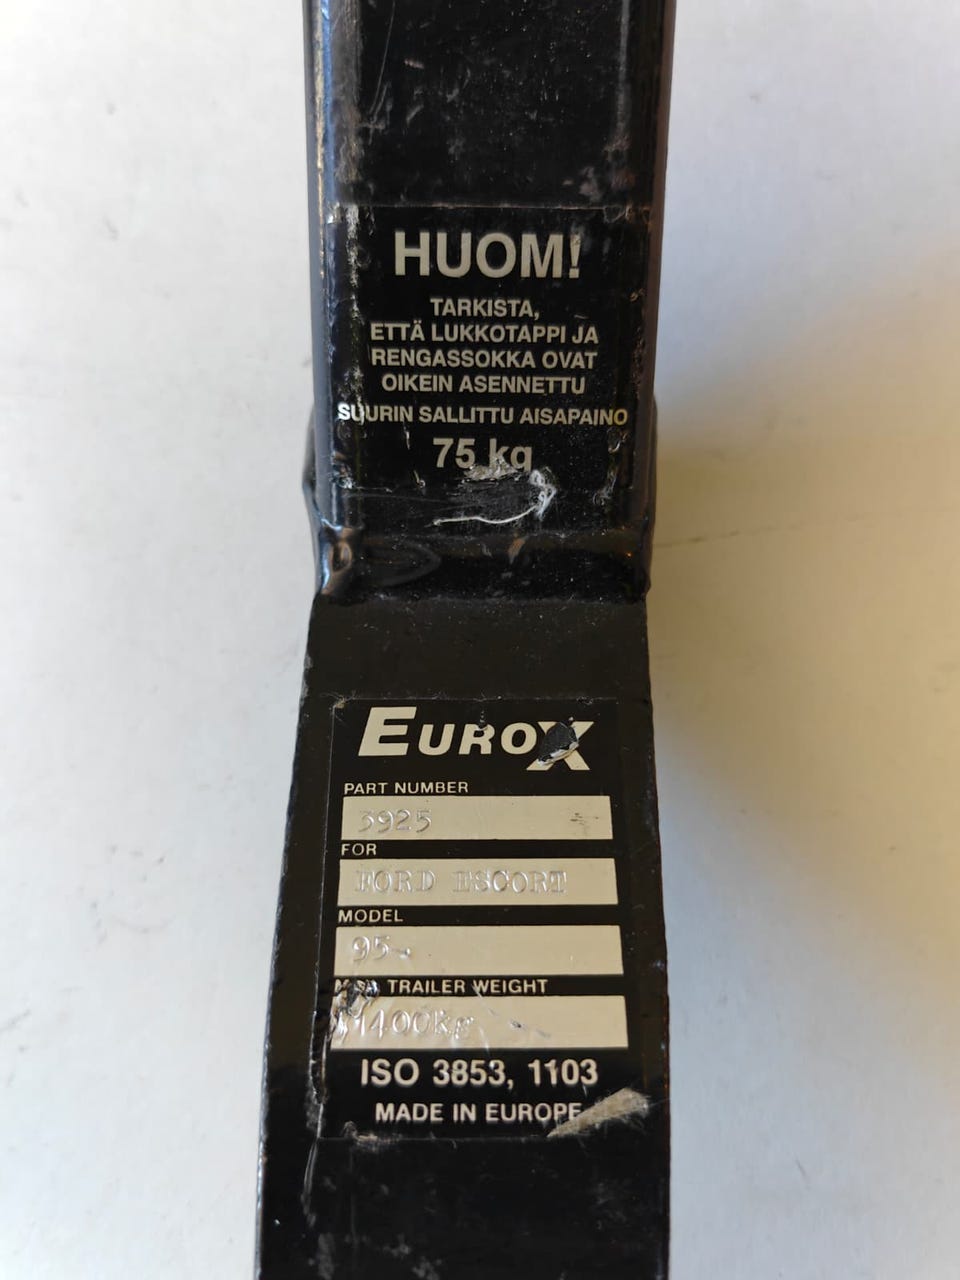 HUOM!
TARKISTA,
ETTÄ LUKKOTAPPI JA
RENGASSOKKA OVAT
OIKEIN ASENNETTU
SUURIN SALLITTU AISAPAINO
75 kg
EUROX
PART NUMBER
3925
FOR
FORD ESCORT
MODEL
95-
MAX TRAILER WEIGHT
1400kg
ISO 3853, 1103
MADE IN EUROPE